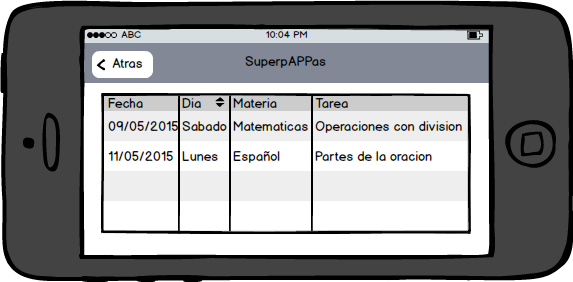 ABC 10:04 PM
Atras SuperpAPPas
Fecha Dia Materia Tarea
09/05/2015 Sabado Matematicas Operaciones con division
11/05/2015 Lunes Español Partes de la oracion